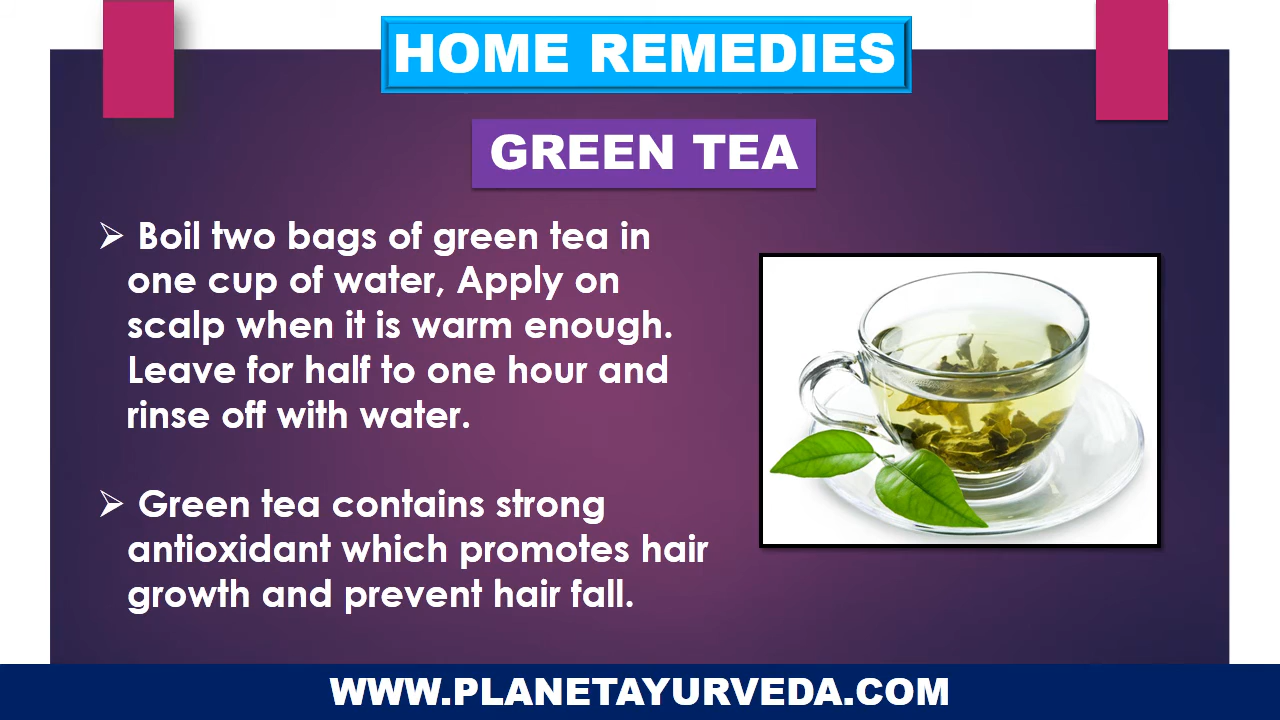 HOME REMEDIES
GREEN TEA
➢ Boil two bags of green tea in
one cup of water, Apply on
scalp when it is warm enough.
Leave for half to one hour and
rinse off with water.
➢ Green tea contains strong
antioxidant which promotes hair
growth and prevent hair fall.
WWW.PLANETAYURVEDA.COM